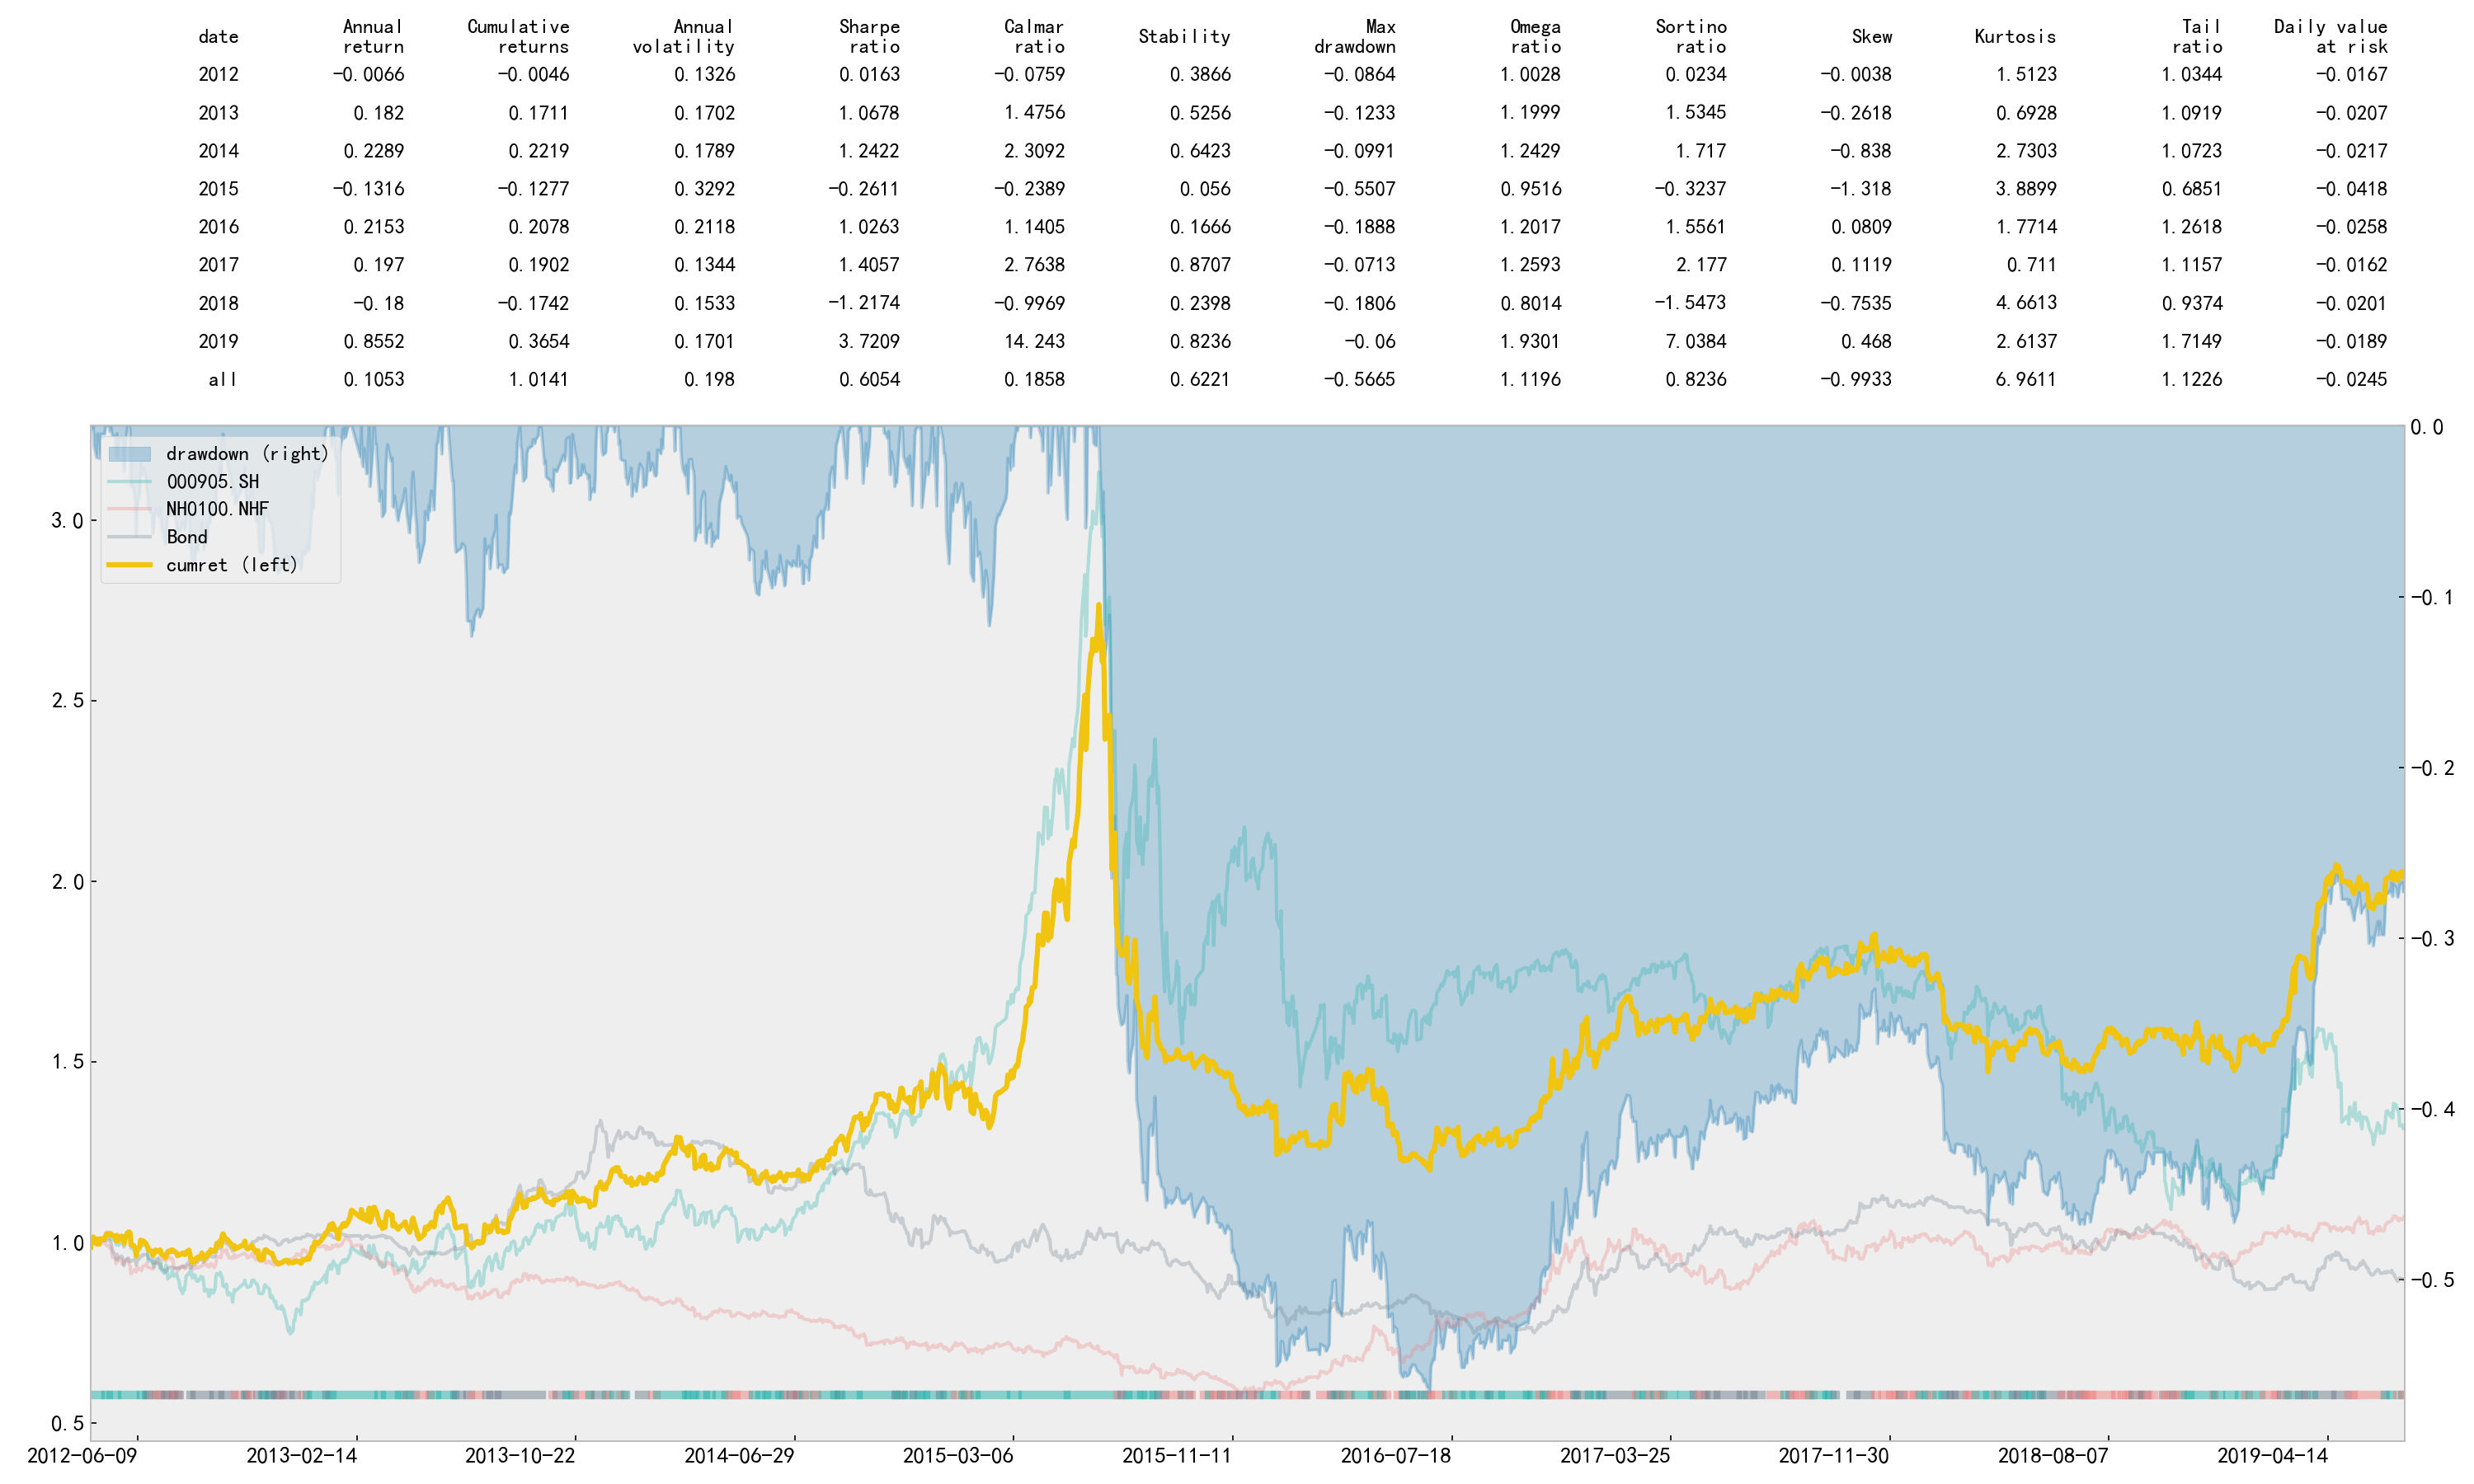 date Annual return Cumulative returns Annual volatility Sharpe ratio Calmar ratio Stability Max drawdown Omega ratio Sortino ratio Skew Kurtosis Tail ratio Daily value at risk
2012 -0.0066 -0.0046 0.1326 0.0163 -0.0759 0.3866 -0.0864 1.0028 0.0234 -0.0038 1.5123 1.0344 -0.0167
2013 0.182 0.1711 0.1702 1.0678 1.4756 0.5256 -0.1233 1.1999 1.5345 -0.2618 0.6928 1.0919 -0.0207
2014 0.2289 0.2219 0.1789 1.2422 2.3092 0.6423 -0.0991 1.2429 1.717 -0.838 2.7303 1.0723 -0.0217
2015 -0.1316 -0.1277 0.3292 -0.2611 -0.2389 0.056 -0.5507 0.9516 -0.3237 -1.318 3.8899 0.6851 -0.0418
2016 0.2153 0.2078 0.2118 1.0263 1.1405 0.1666 -0.1888 1.2017 1.5561 0.0809 1.7714 1.2618 -0.0258
2017 0.197 0.1902 0.1344 1.4057 2.7638 0.8707 -0.0713 1.2593 2.177 0.1119 0.711 1.1157 -0.0162
2018 -0.18 -0.1742 0.1533 -1.2174 -0.9969 0.2398 -0.1806 0.8014 -1.5473 -0.7535 4.6613 0.9374 -0.0201
2019 0.8552 0.3654 0.1701 3.7209 14.243 0.8236 -0.06 1.9301 7.0384 0.468 2.6137 1.7149 -0.0189
all 0.1053 1.0141 0.198 0.6054 0.1858 0.6221 -0.5665 1.1196 0.8236 -0.9933 6.9611 1.1226 -0.0245
drawdown (right)
000905.SH
NH0100.NHF
Bond
cumret (left)
3.0
2.5
2.0
1.5
1.0
0.5
0.0
-0.1
-0.2
-0.3
-0.4
-0.5
2012-06-09 2013-02-14 2013-10-22 2014-06-29 2015-03-06 2015-11-11 2016-07-18 2017-03-25 2017-11-30 2018-08-07 2019-04-14